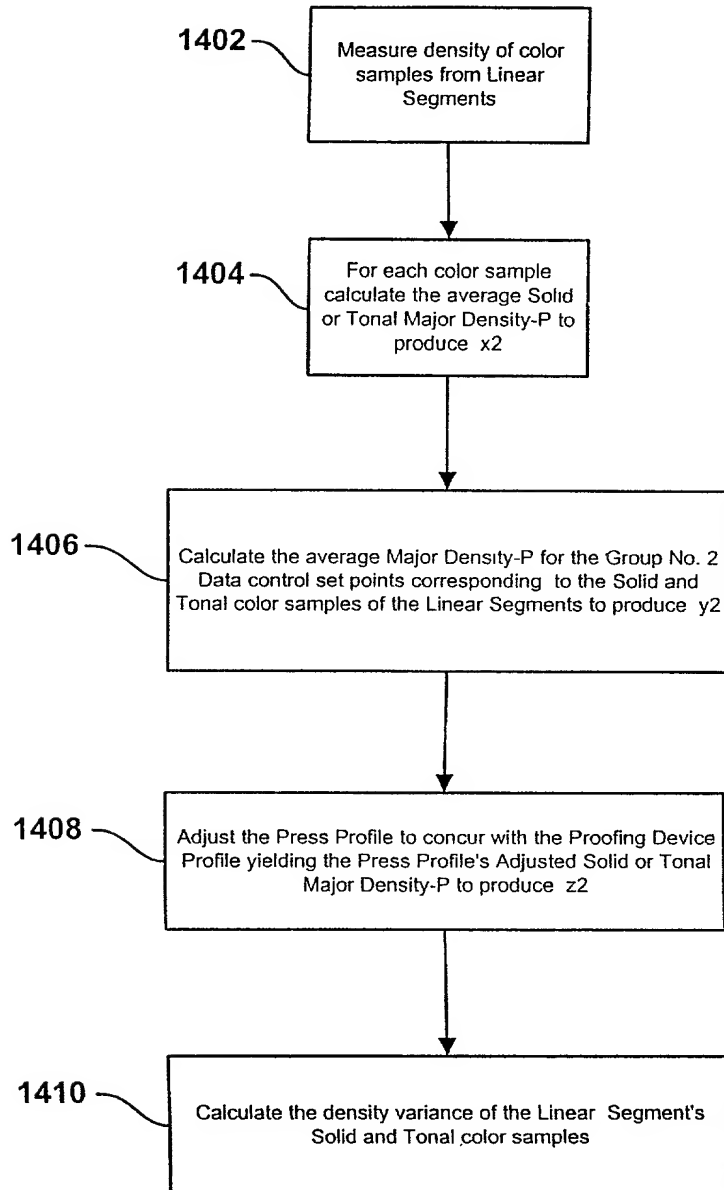 1402
Measure density of color
samples from Linear
Segments
1404
For each color sample
calculate the average Solid
or Tonal Major Density-P to
produce x2
1406
Calculate the average Major Density-P for the Group No. 2
Data control set points corresponding to the Solid and
Tonal color samples of the Linear Segments to produce y2
1408
Adjust the Press Profile to concur with the Proofing Device
Profile yielding the Press Profile's Adjusted Solid or Tonal
Major Density-P to produce z2
1410
Calculate the density variance of the Linear Segment's
Solid and Tonal color samples